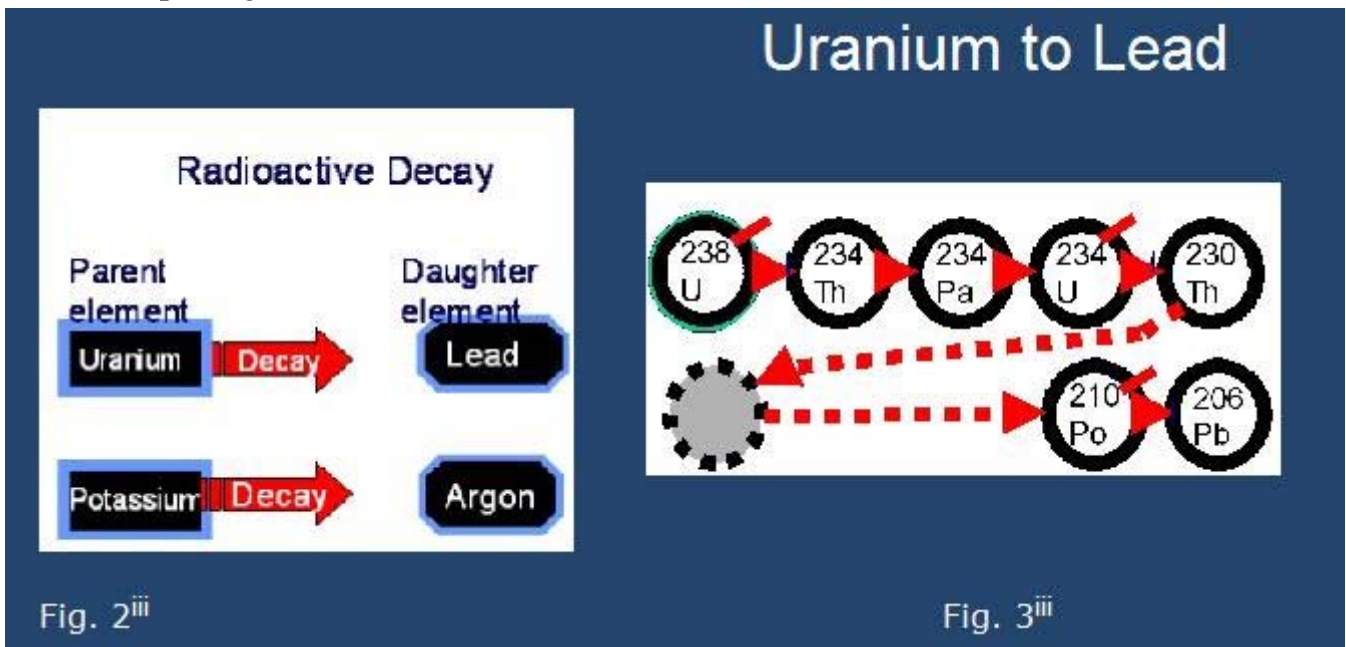 Uranium to Lead
Radioactive Decay
Parent
element
Daughter
element
Uranium
Decay
Lead
Potassium
Decay
Argon
Fig. 2iii
238
U
234
Th
234
Pa
234
U
230
Th
210
Po
206
Pb
Fig. 3iii